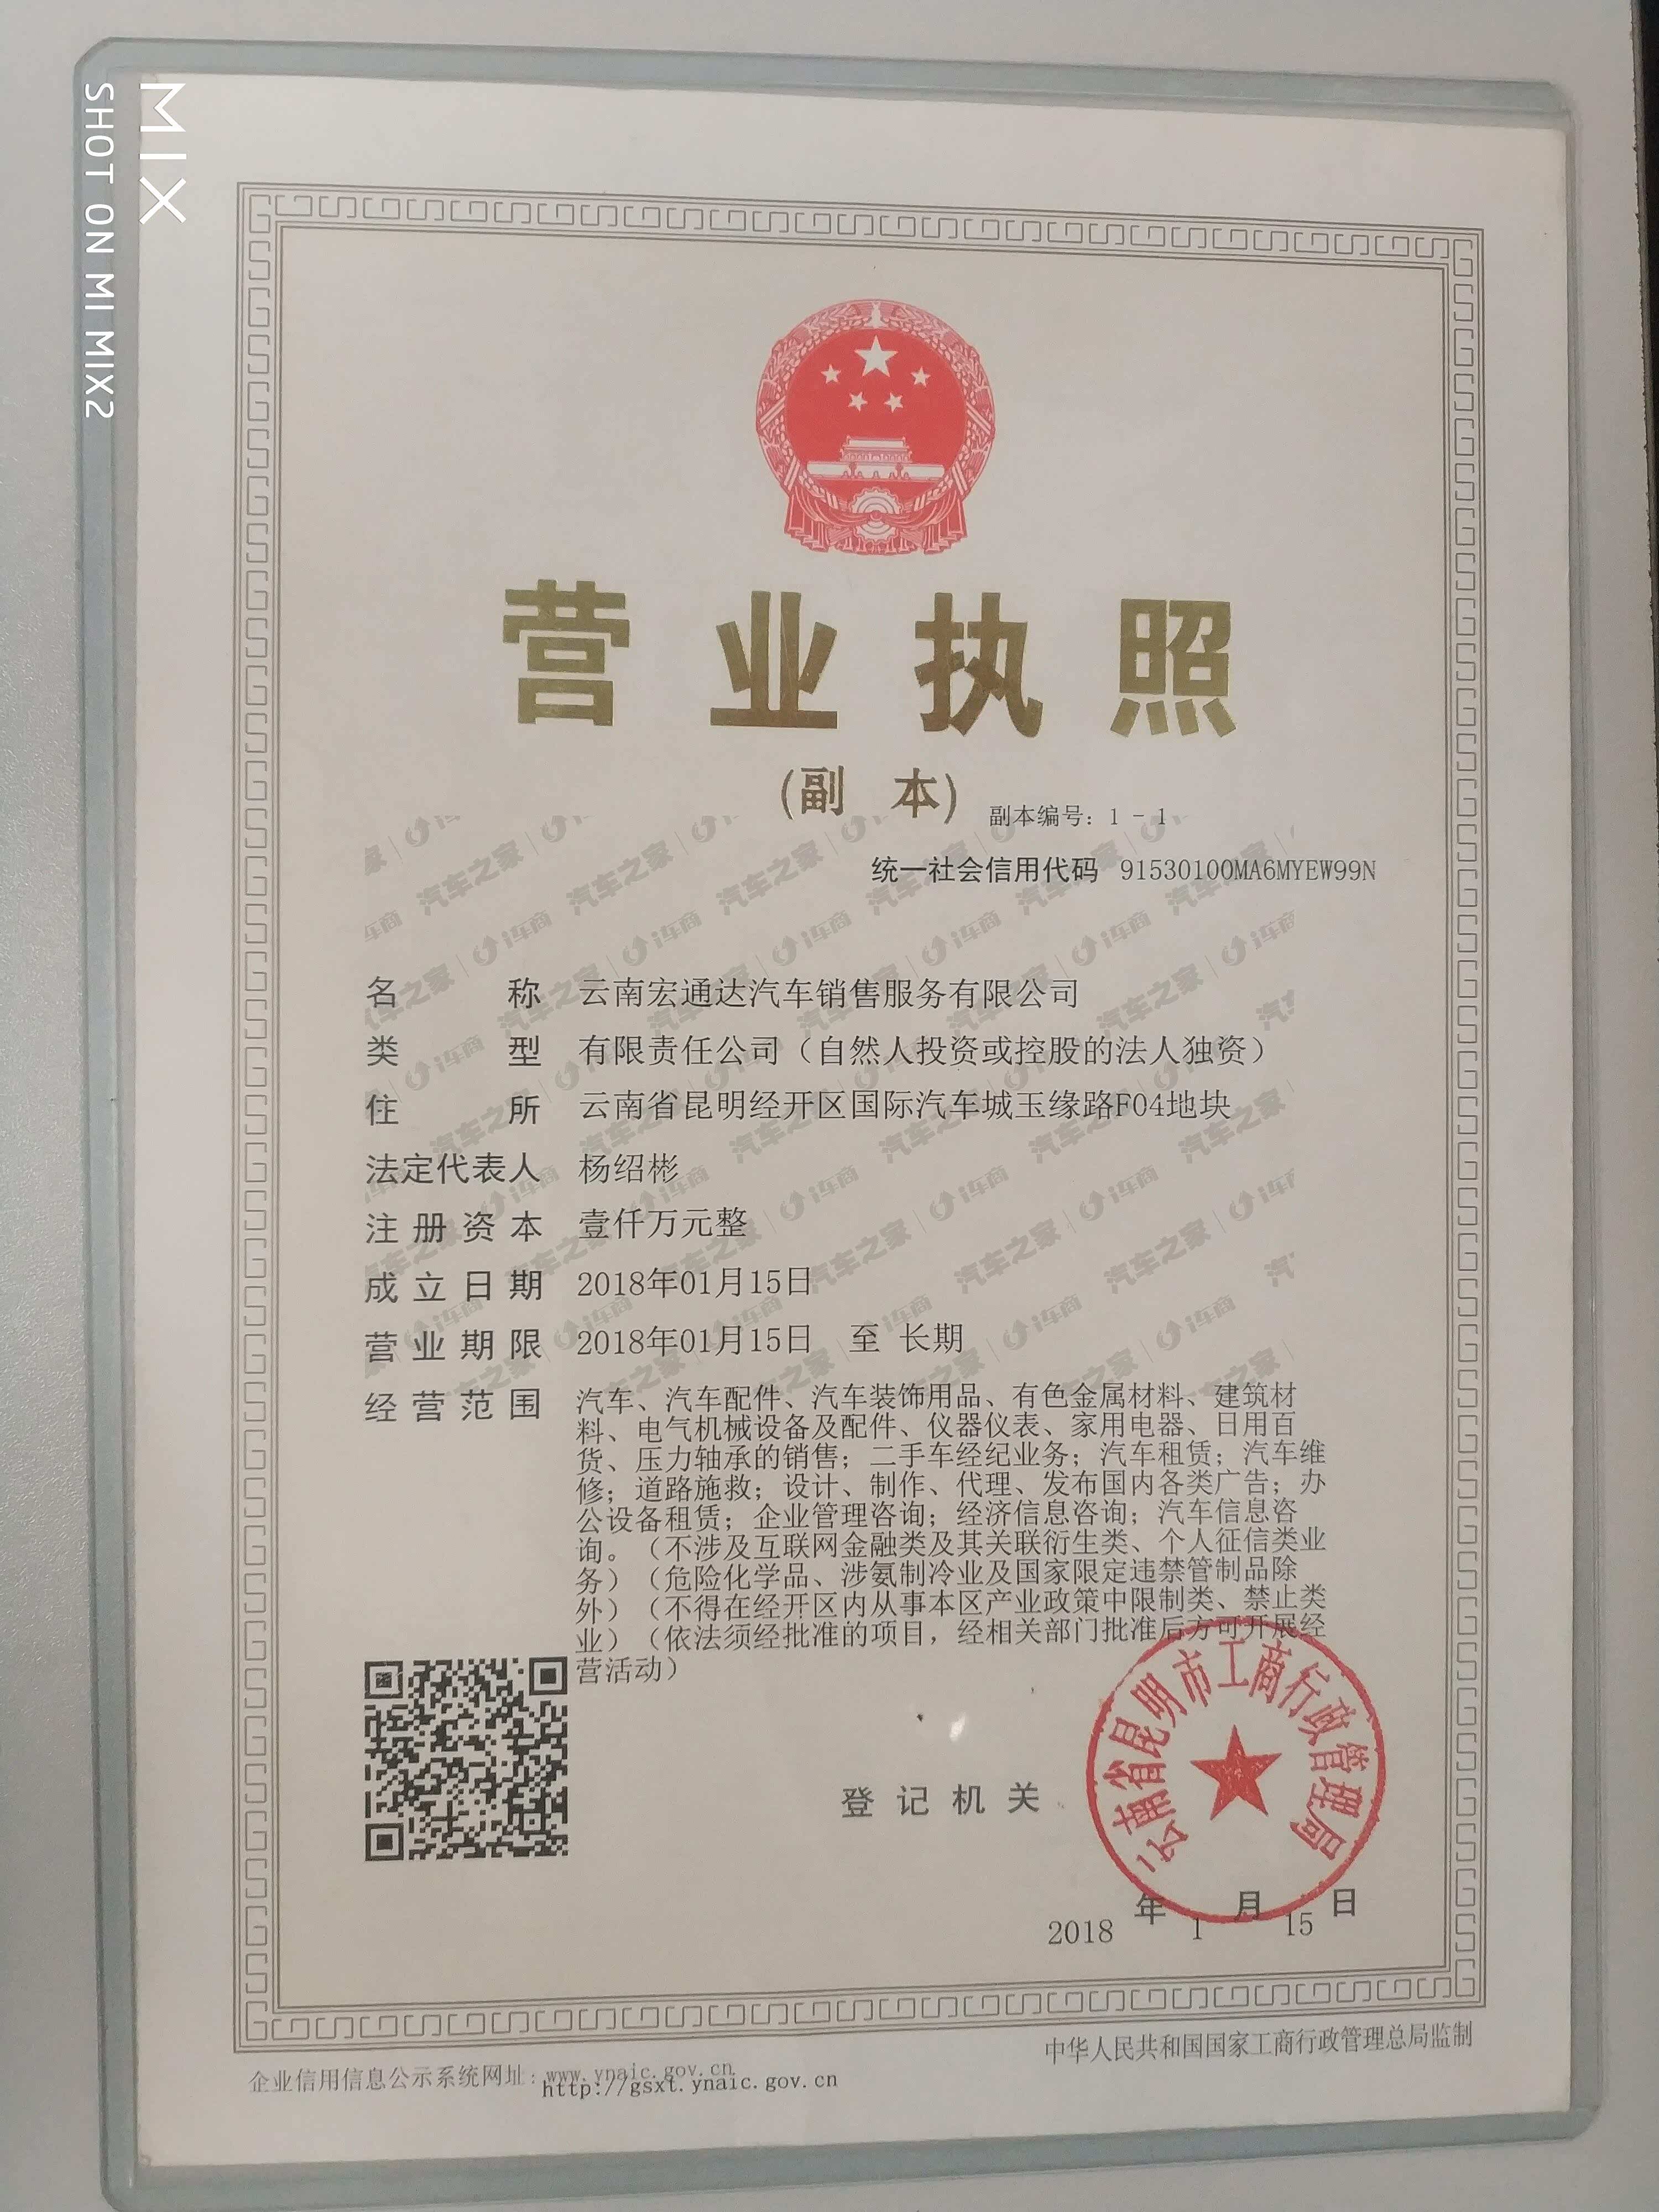 MIX
SHOT ON MI MIX2
营业执照
(副 本)
副本编号：1 - 1
统一社会信用代码 91530100MA6MYEW99N
名称 云南宏通达汽车销售服务有限公司
类型 有限责任公司（自然人投资或控股的法人独资）
住所 云南省昆明经开区国际汽车城玉缘路F04地块
法定代表人 杨绍彬
注册资本 壹仟万元整
成立日期 2018年01月15日
营业期限 2018年01月15日 至 长期
经营范围 汽车、汽车配件、汽车装饰用品、有色金属材料、建筑材
料、电气机械设备及配件、仪器仪表、家用电器、日用百
货、压力轴承的销售；二手车经纪业务；汽车租赁；汽车维
修；道路施救；设计、制作、代理、发布国内各类广告；办
公设备租赁；企业管理咨询；经济信息咨询；汽车信息咨
询。（不涉及互联网金融类及其关联衍生类、个人征信类业
务）（危险化学品、涉氨制冷业及国家限定违禁管制品除
外）（不得在经开区内从事本区产业政策中限制类、禁止类
业）（依法须经批准的项目，经相关部门批准后方可开展经
营活动）
登记机关
云南省昆明市工商行政管理局
2018 年 1 月 15 日
企业信用信息公示系统网址：www.ynaic.gov.cn
http://gsxt.ynaic.gov.cn
中华人民共和国国家工商行政管理总局监制
汽车之家 | i车商